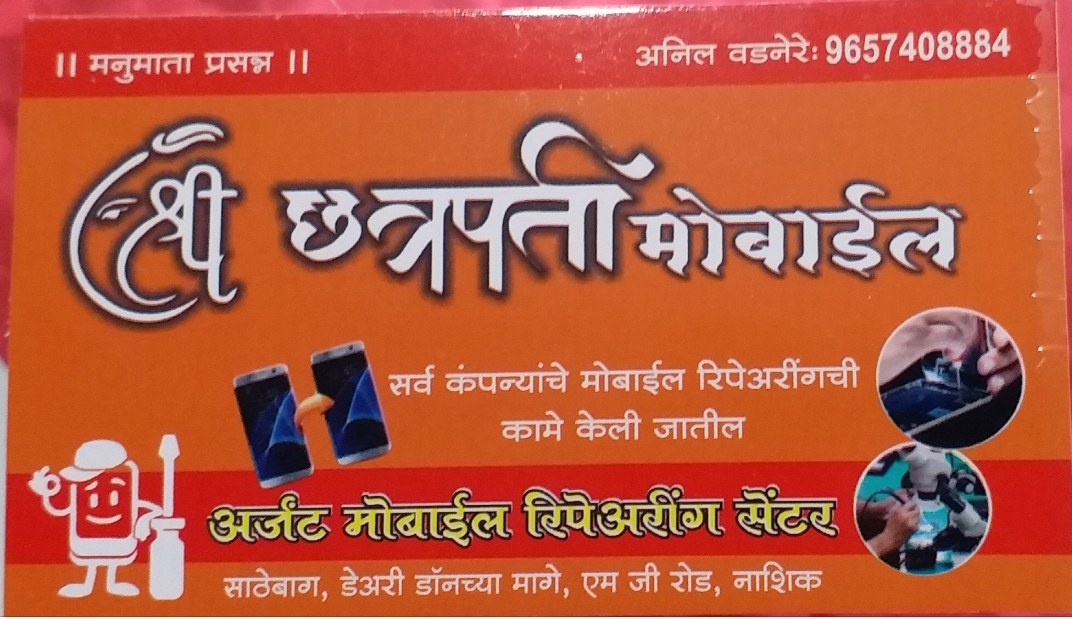 ।। मनुमाता प्रसन्न ।।
अनिल वडनेरे: 9657408884
श्री छत्रपती मोबाईल
सर्व कंपन्यांचे मोबाईल रिपेअरींगची
कामे केली जातील
अर्जंट मोबाईल रिपेअरींग सेंटर
साठेबाग, डेअरी डॉनच्या मागे, एम जी रोड, नाशिक